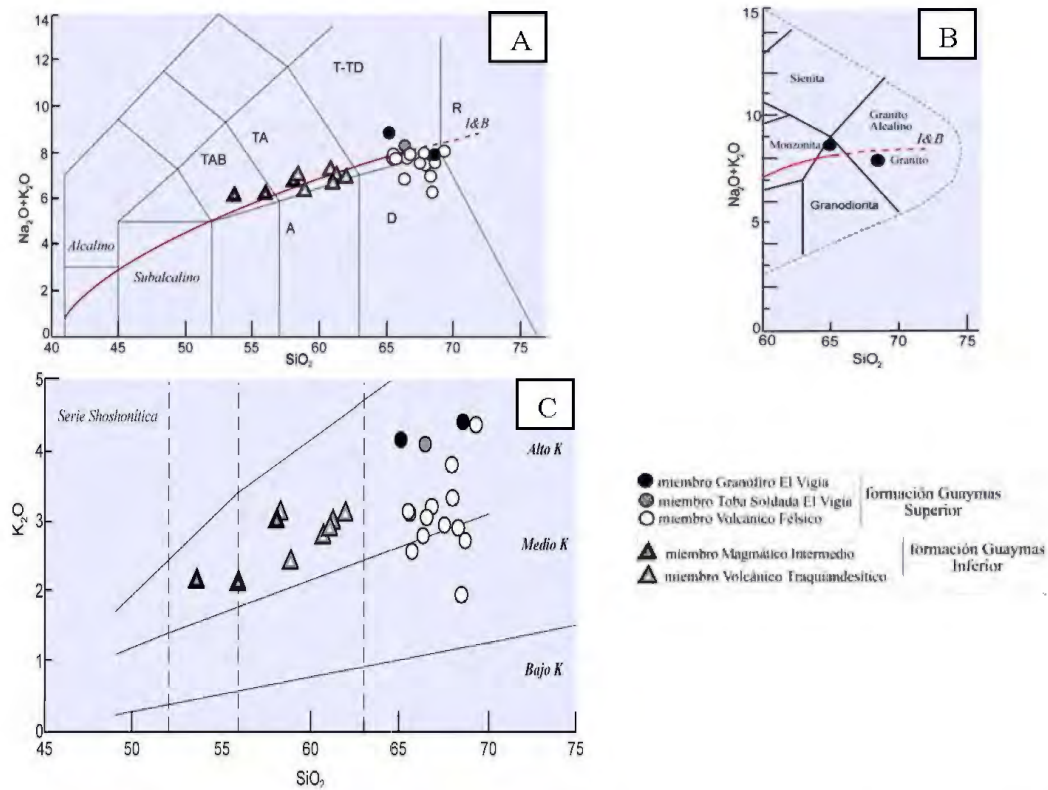 A
14
12
10
8
6
4
2
0
Na2O+K2O
T-TD
TA
TAB
A
D
R
I&B
Alcalino
Subalcalino
40 45 50 55 60 65 70 75
SiO2
B
15
10
5
0
Na2O+K2O
Sienita
Granito
Alcalino
I&B
Monzonita
Granito
Granodiorita
60 65 70 75
SiO2
C
5
4
3
2
1
0
K2O
Serie Shoshonítica
Alto K
Medio K
Bajo K
45 50 55 60 65 70 75
SiO2
miembro Granófiro El Vigía
miembro Toba Soldada El Vigía
miembro Volcánico Félsico
formación Guaymas
Superior
miembro Magmático Intermedio
miembro Volcánico Traquiandesítico
formación Guaymas
Inferior